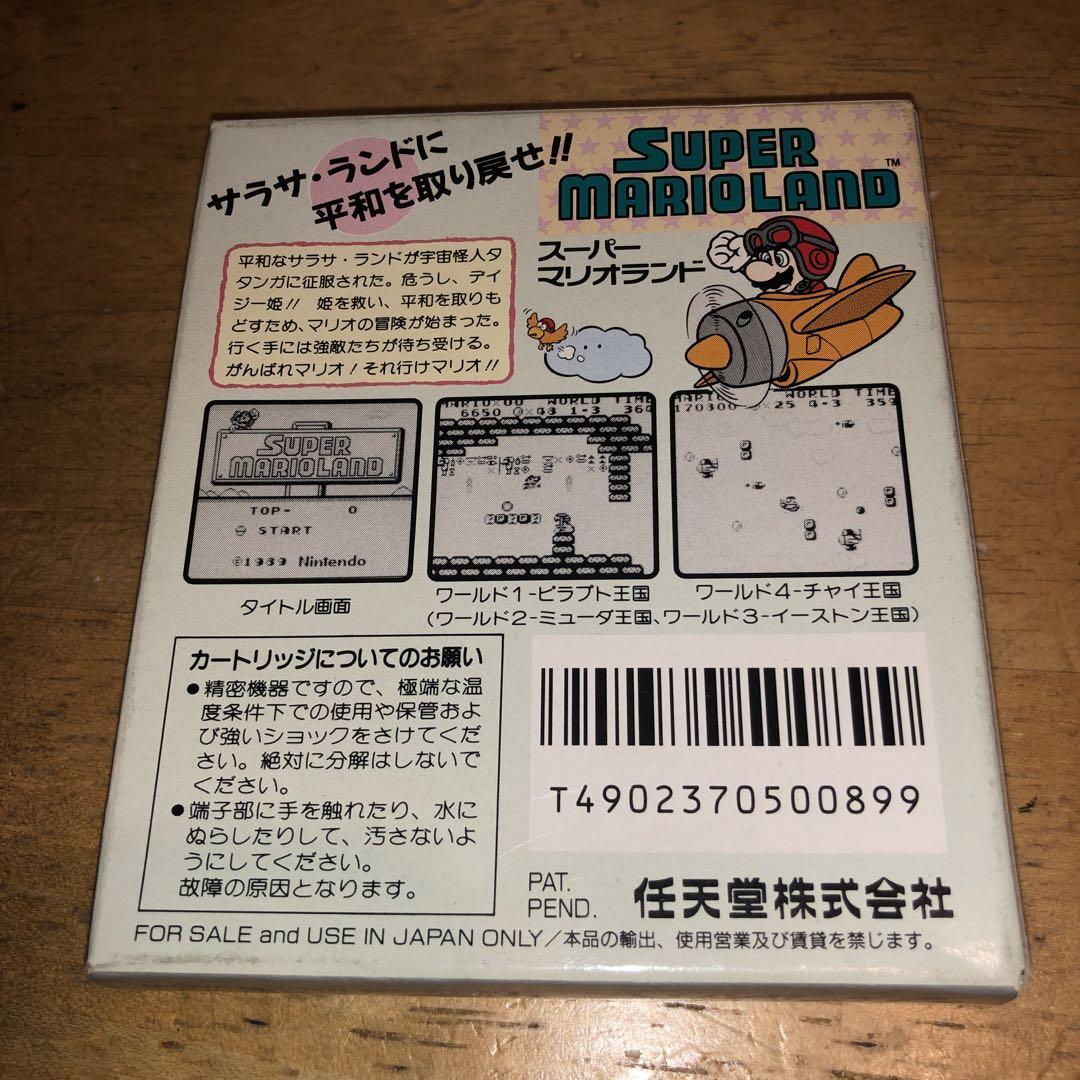 サラサ・ランドに
平和を取り戻せ!!
SUPER
MARIOLAND™
スーパー
マリオランド
平和なサラサ・ランドが宇宙怪人タ
タンガに征服された。危うし、デイ
ジー姫!! 姫を救い、平和を取りも
どすため、マリオの冒険が始まった。
行く手には強敵たちが待ち受ける。
がんばれマリオ！それ行けマリオ!!
SUPER
MARIOLAND
TOP- 0
START
©1989 Nintendo
タイトル画面
MARIO×00 WORLD TIME
6650 ×48 1-3 364
ワールド1-ピラプト王国
WORLD TIME
170300 ×25 4-3
ワールド4-チャイ王国
(ワールド2-ミューダ王国、ワールド3-イーストン王国)
カートリッジについてのお願い
●精密機器ですので、極端な温
度条件下での使用や保管およ
び強いショックをさけてくだ
さい。絶対に分解はしないで
ください。
●端子部に手を触れたり、水に
ぬらしたりして、汚さないよ
うにしてください。
故障の原因となります。
T4902370500899
PAT.
PEND.
任天堂株式会社
FOR SALE and USE IN JAPAN ONLY／本品の輸出、使用営業及び賃貸を禁じます。